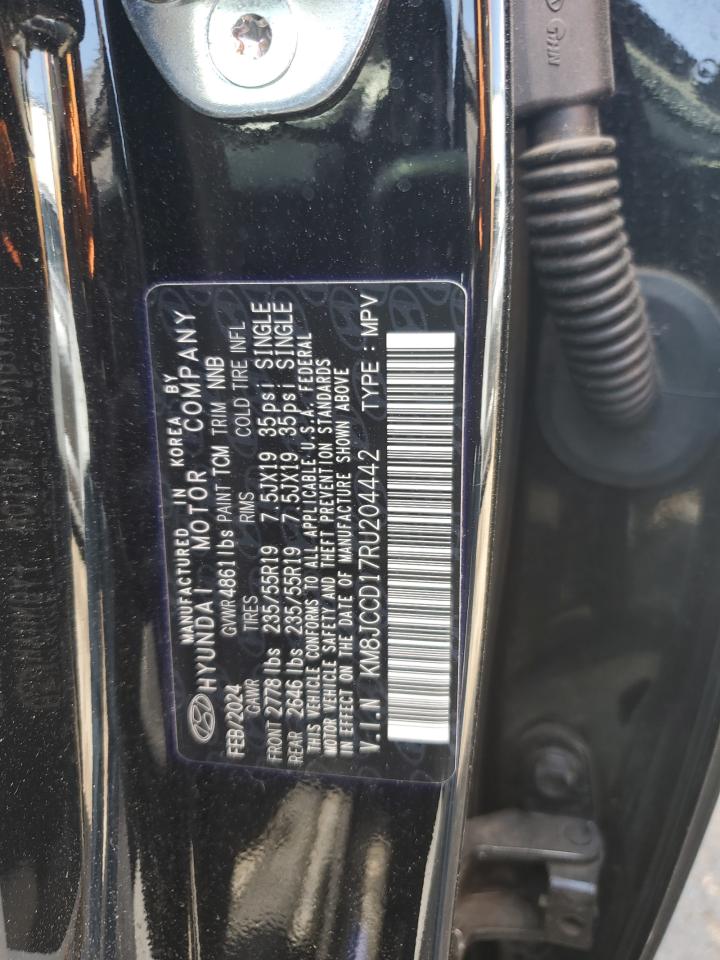 MANUFACTURED IN KOREA BY
HYUNDAI MOTOR COMPANY
FEB/2024 GVWR 4861 lbs PAINT TCM TRIM NNB
GAWR TIRES RIMS COLD TIRE INFL
FRONT 2778 lbs 235/55R19 7.5JX19 35psi SINGLE
REAR 2646 lbs 235/55R19 7.5JX19 35psi SINGLE
THIS VEHICLE CONFORMS TO ALL APPLICABLE U.S.A. FEDERAL
MOTOR VEHICLE SAFETY AND THEFT PREVENTION STANDARDS
IN EFFECT ON THE DATE OF MANUFACTURE SHOWN ABOVE
V.I.N KM8JCCD17RU204442 TYPE : MPV